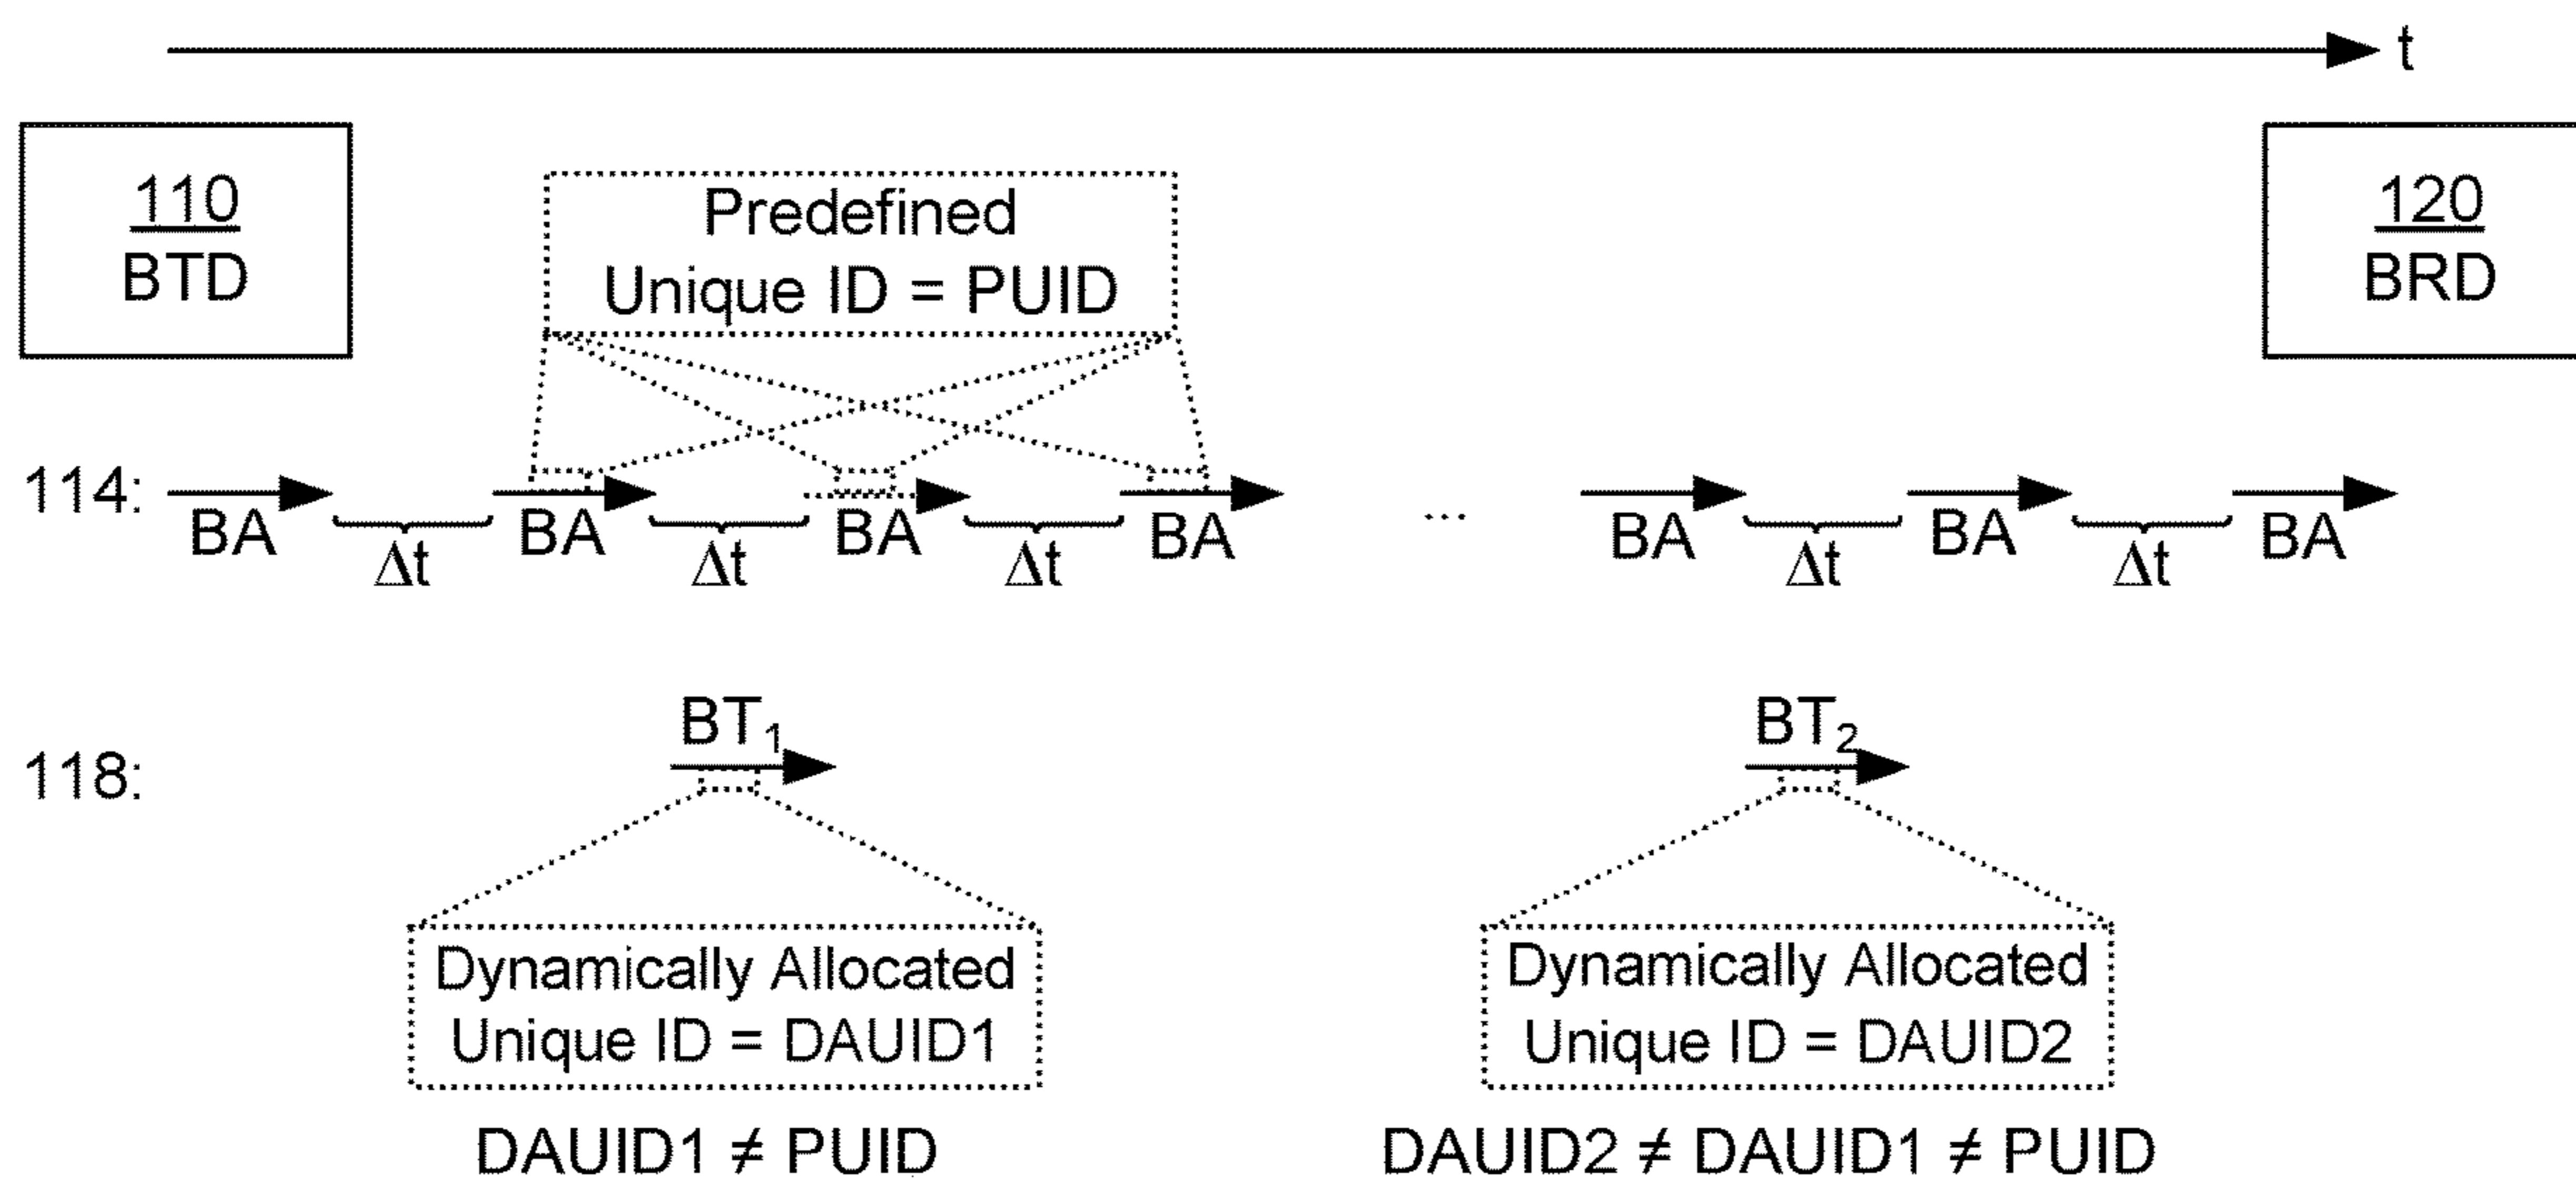 t
110
BTD
Predefined
Unique ID = PUID
120
BRD
114:
BA Δt BA Δt BA Δt BA ... BA Δt BA Δt BA
118:
BT₁
BT₂
Dynamically Allocated
Unique ID = DAUID1
DAUID1 ≠ PUID
Dynamically Allocated
Unique ID = DAUID2
DAUID2 ≠ DAUID1 ≠ PUID